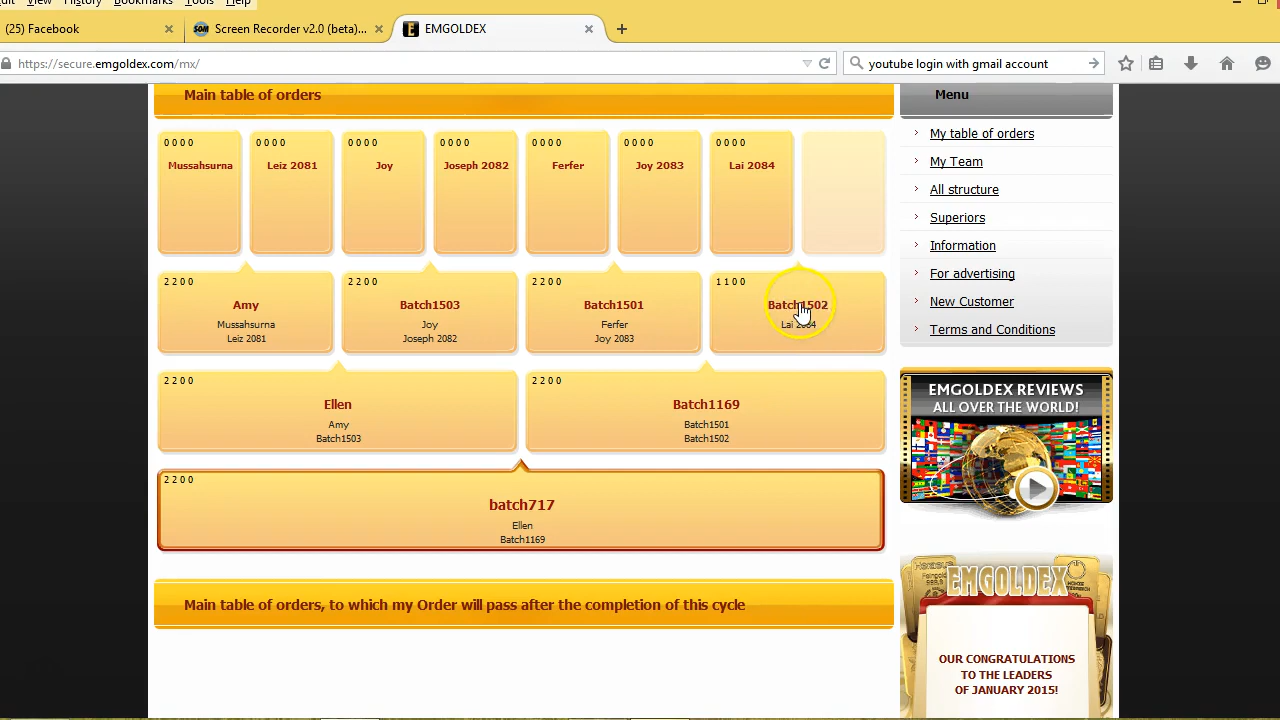 dit View History Bookmarks Tools Help
(25) Facebook
Screen Recorder v2.0 (beta)...
EMGOLDEX
https://secure.emgoldex.com/mx/
youtube login with gmail account
Main table of orders
0 0 0 0
Mussahsurna
0 0 0 0
Leiz 2081
0 0 0 0
Joy
0 0 0 0
Joseph 2082
0 0 0 0
Ferfer
0 0 0 0
Joy 2083
0 0 0 0
Lai 2084
2 2 0 0
Amy
Mussahsurna
Leiz 2081
2 2 0 0
Batch1503
Joy
Joseph 2082
2 2 0 0
Batch1501
Ferfer
Joy 2083
1 1 0 0
Batch1502
Lai 2084
2 2 0 0
Ellen
Amy
Batch1503
2 2 0 0
Batch1169
Batch1501
Batch1502
2 2 0 0
batch717
Ellen
Batch1169
Main table of orders, to which my Order will pass after the completion of this cycle
Menu
My table of orders
My Team
All structure
Superiors
Information
For advertising
New Customer
Terms and Conditions
EMGOLDEX REVIEWS
ALL OVER THE WORLD!
EMGOLDEX
OUR CONGRATULATIONS
TO THE LEADERS
OF JANUARY 2015!